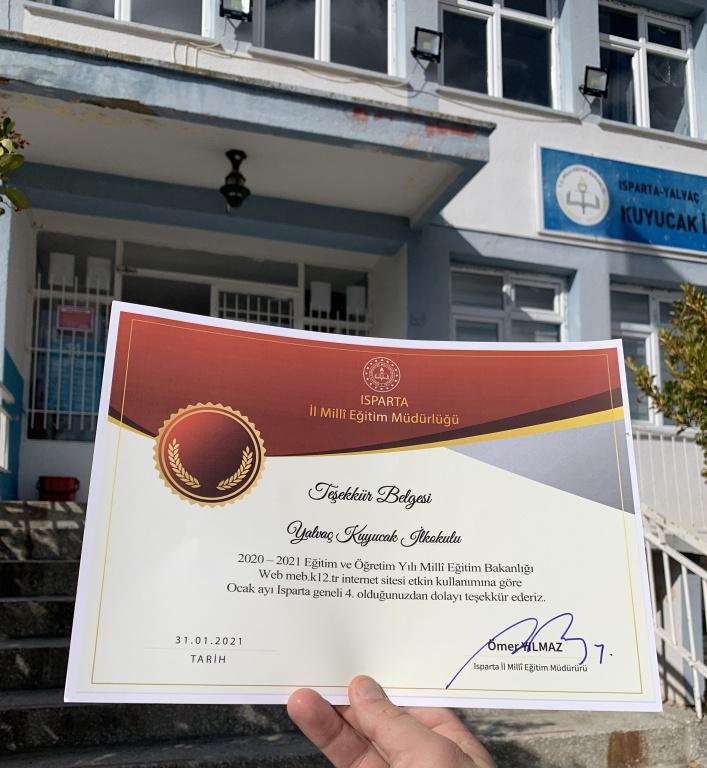 ISPARTA-YALVAÇ
KUYUCAK İ
ISPARTA
İl Millî Eğitim Müdürlüğü
Teşekkür Belgesi
Yalvaç Kuyucak İlkokulu
2020 – 2021 Eğitim ve Öğretim Yılı Millî Eğitim Bakanlığı
Web meb.k12.tr internet sitesi etkin kullanımına göre
Ocak ayı Isparta geneli 4. olduğunuzdan dolayı teşekkür ederiz.
31.01.2021
TARİH
Ömer YILMAZ
Isparta İl Millî Eğitim Müdürürü